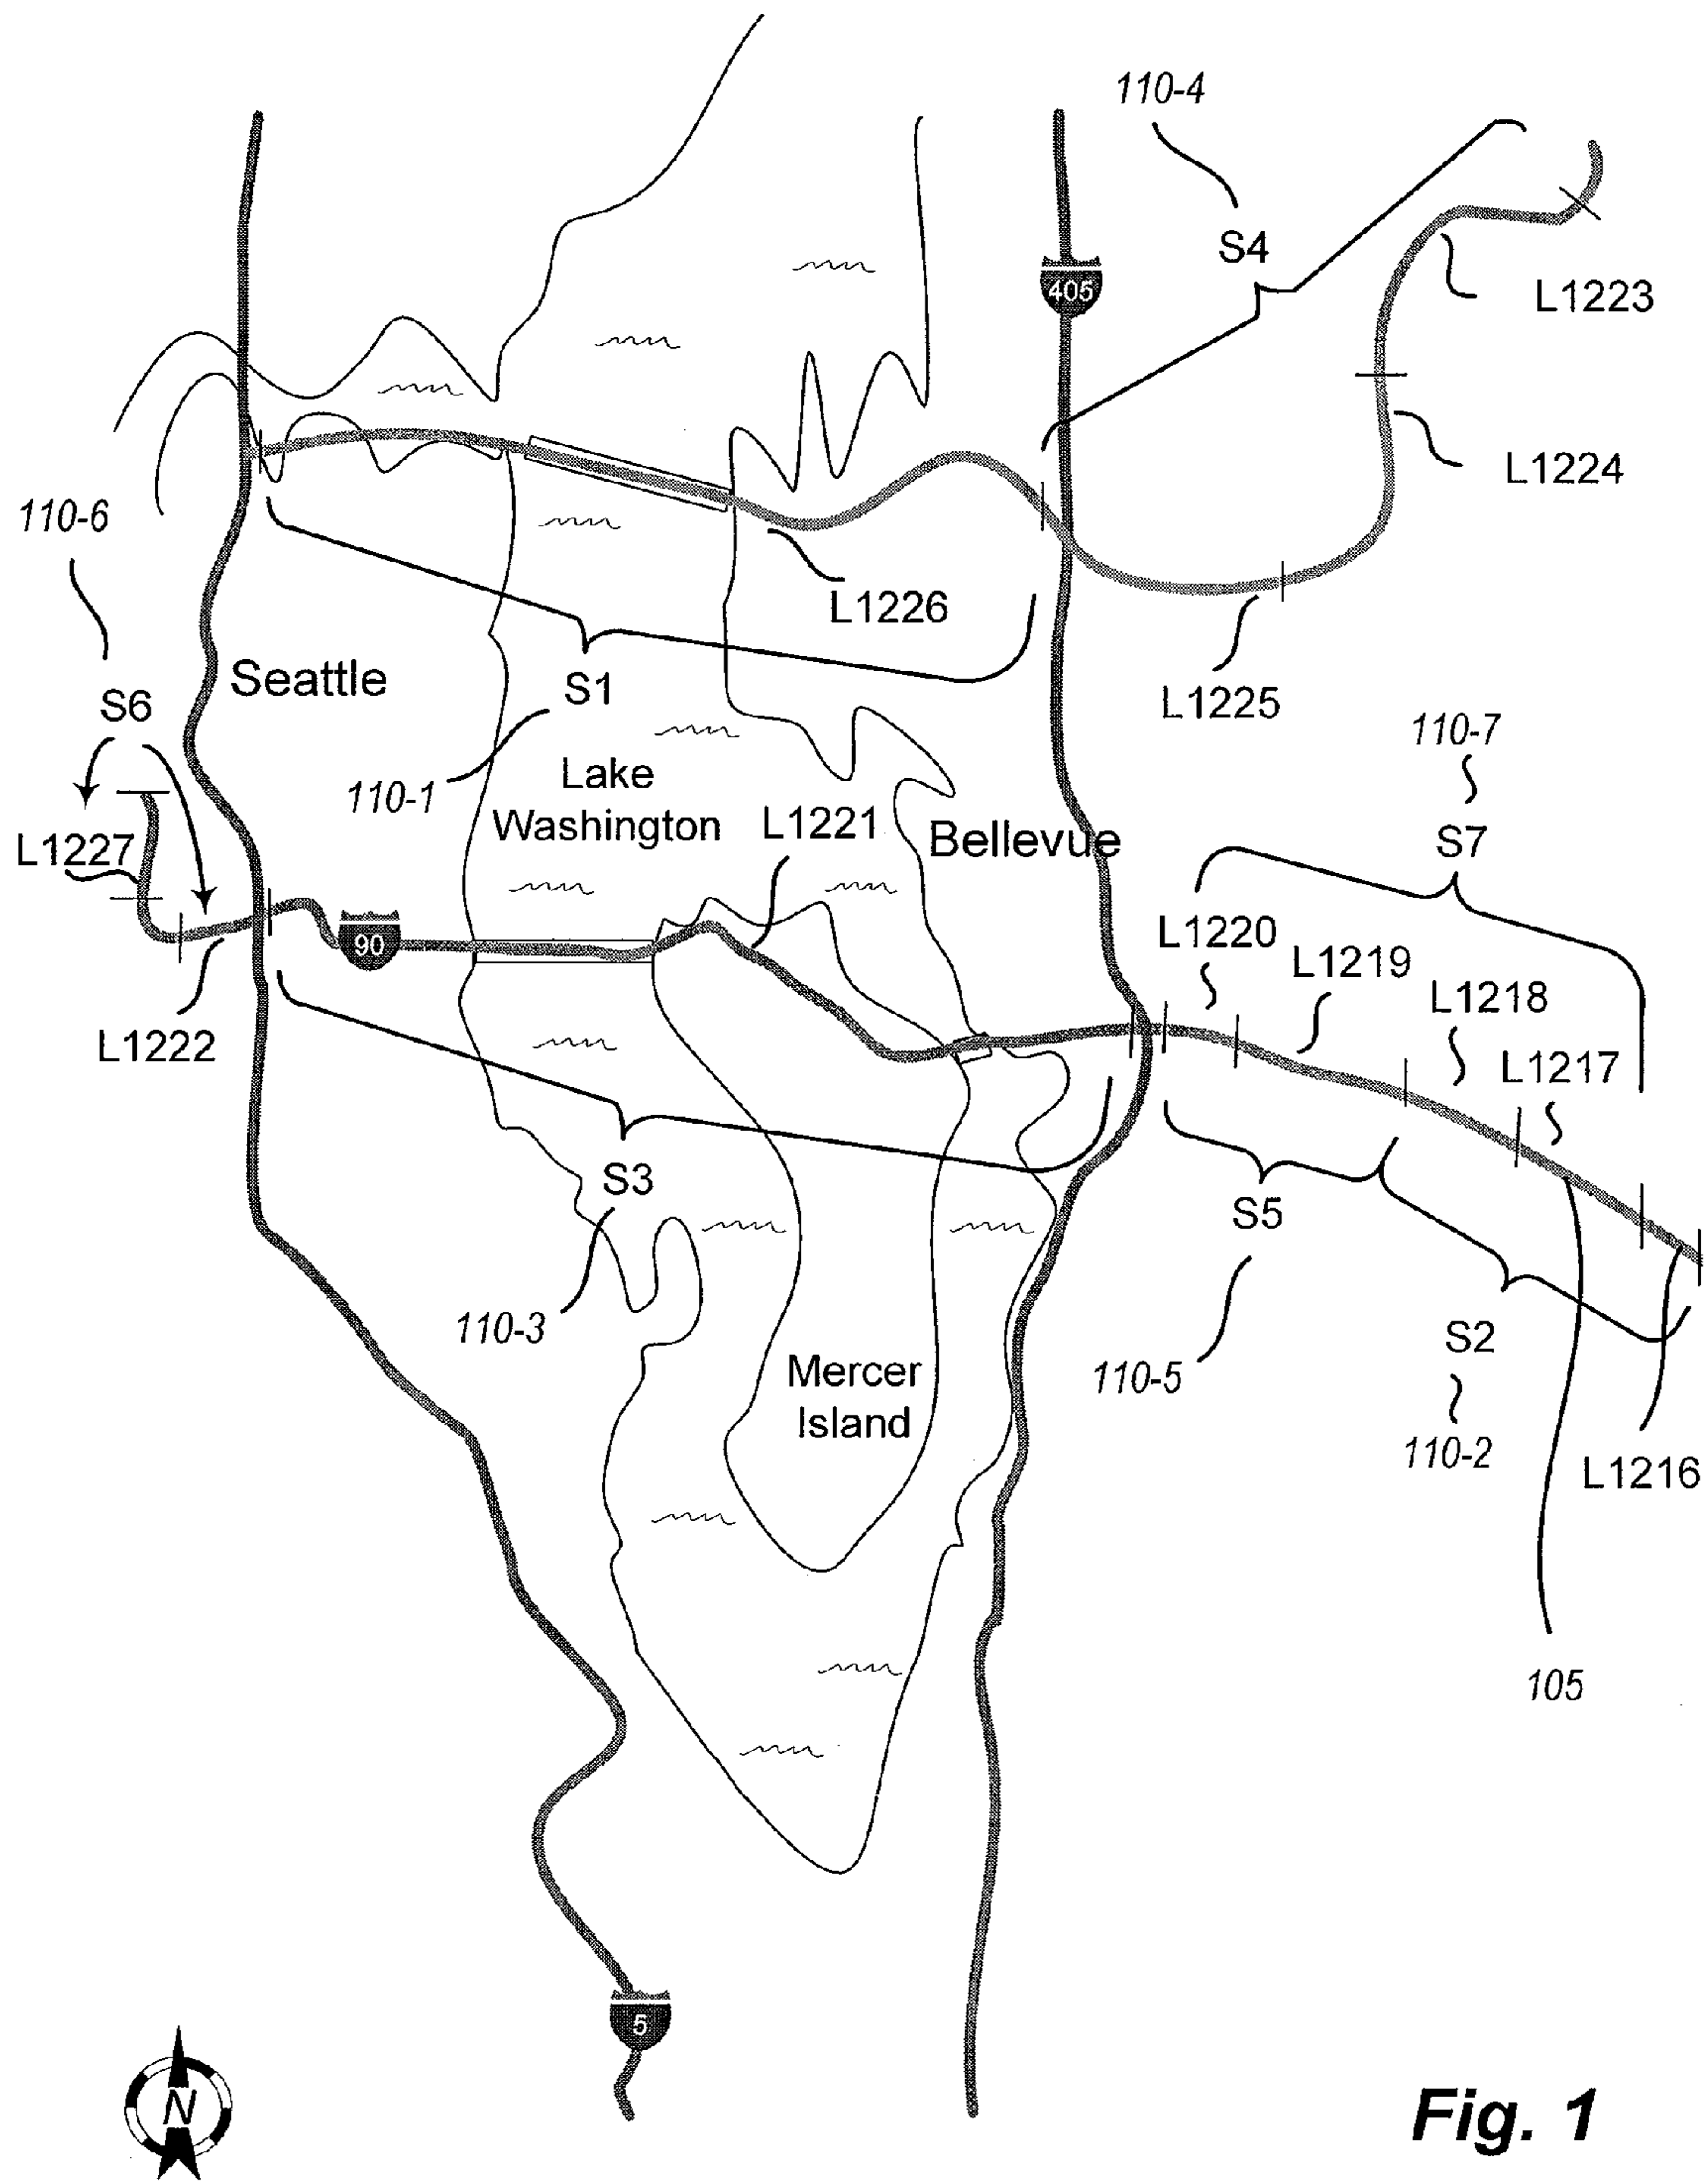 110-4
S4
405
L1223
L1224
110-6
L1226
Seattle
S1
L1225
S6
110-7
110-1
Lake
Washington
L1221
Bellevue
S7
L1227
L1220
90
L1219
L1218
L1222
L1217
S3
S5
110-3
S2
Mercer
Island
110-5
110-2
L1216
105
5
N
Fig. 1